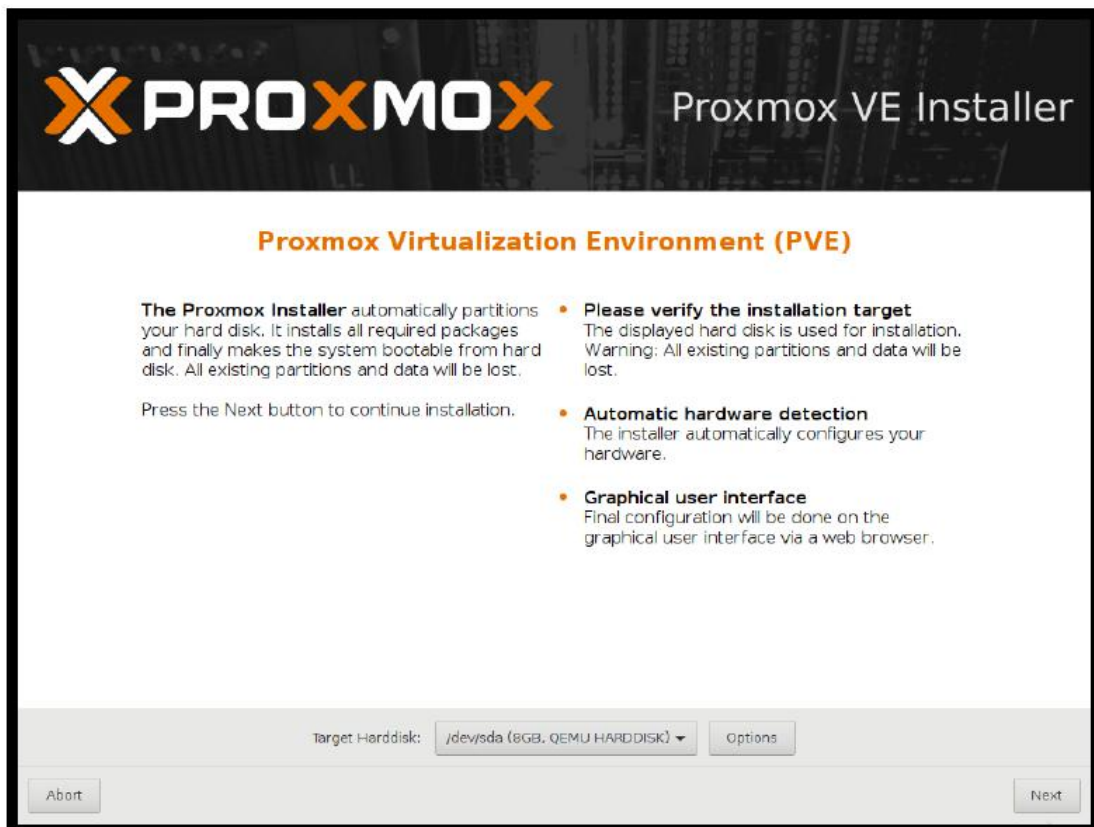 PROXMOX
Proxmox VE Installer
Proxmox Virtualization Environment (PVE)
The Proxmox Installer automatically partitions
your hard disk. It installs all required packages
and finally makes the system bootable from hard
disk. All existing partitions and data will be lost.
Press the Next button to continue installation.
• Please verify the installation target
The displayed hard disk is used for installation.
Warning: All existing partitions and data will be
lost.
• Automatic hardware detection
The installer automatically configures your
hardware.
• Graphical user interface
Final configuration will be done on the
graphical user interface via a web browser.
Target Harddisk: /dev/sda (8GB, QEMU HARDDISK) Options
Abort Next